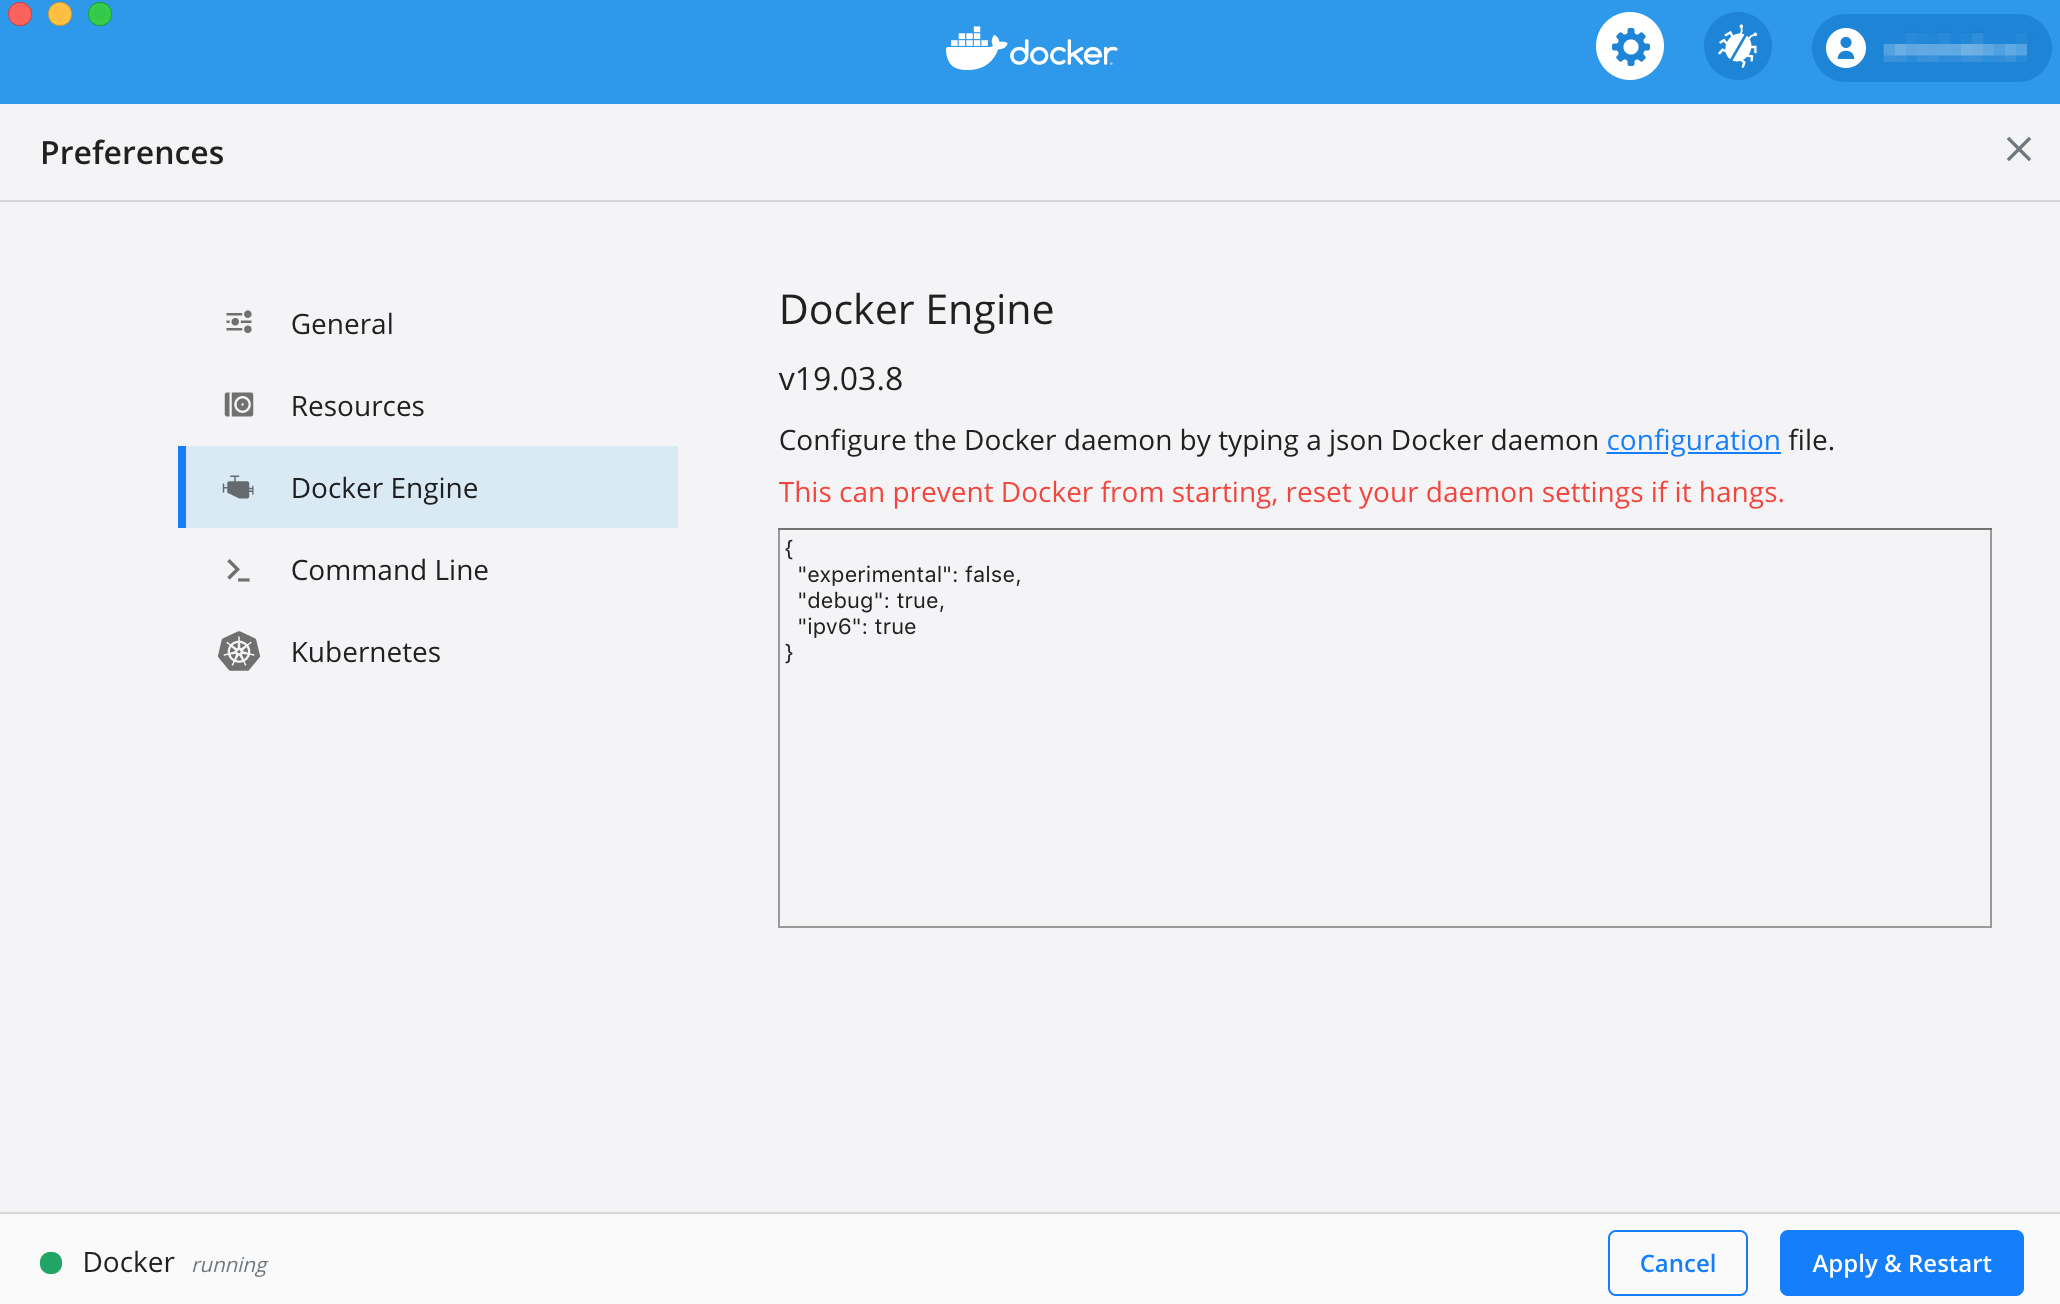 docker
Preferences
General
Resources
Docker Engine
Command Line
Kubernetes
Docker Engine
v19.03.8
Configure the Docker daemon by typing a json Docker daemon configuration file.
This can prevent Docker from starting, reset your daemon settings if it hangs.
{
  "experimental": false,
  "debug": true,
  "ipv6": true
}
Docker running
Cancel
Apply & Restart